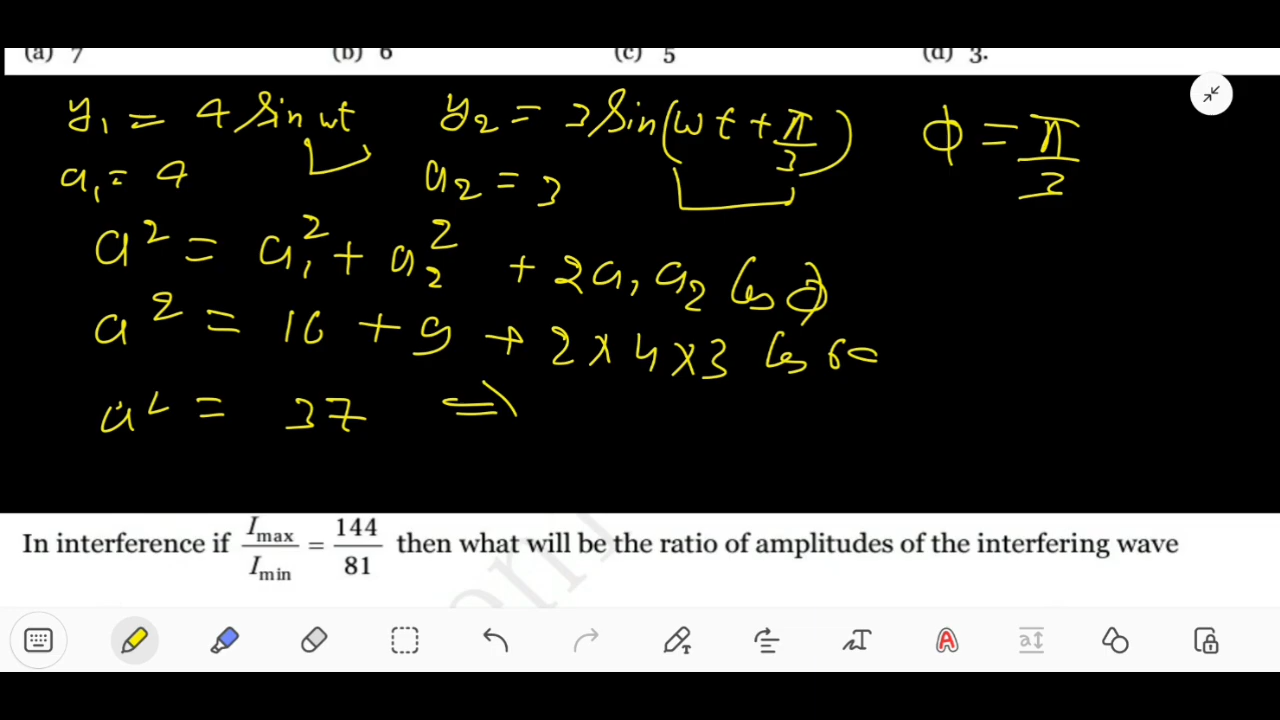 (a) 7 (b) 6 (c) 5 (d) 3.
y₁ = 4 Sin wt y₂ = 3 Sin(wt + π/3) ϕ = π/3
a₁ = 4 a₂ = 3
a² = a₁² + a₂² + 2a₁a₂ Cos ϕ
a² = 16 + 9 + 2 × 4 × 3 Cos 60
a² = 37 ⇒
In interference if Imax/Imin = 144/81 then what will be the ratio of amplitudes of the interfering wave